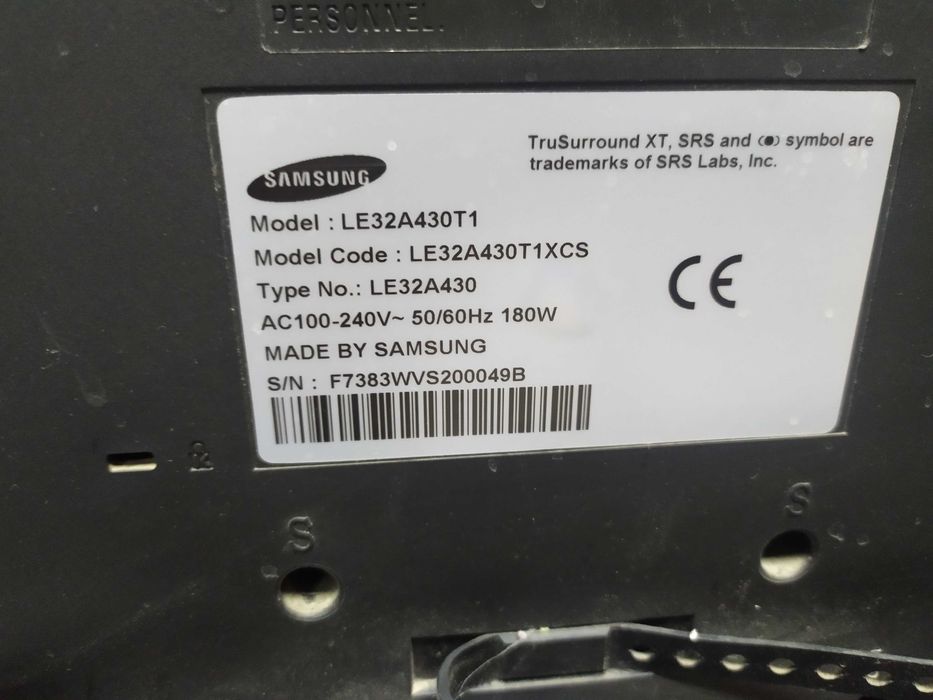 PERSONNEL.
TruSurround XT, SRS and (●) symbol are
trademarks of SRS Labs, Inc.
SAMSUNG
Model : LE32A430T1
Model Code : LE32A430T1XCS
Type No.: LE32A430
AC100-240V~ 50/60Hz 180W
MADE BY SAMSUNG
S/N : F7383WVS200049B
CE
S
S